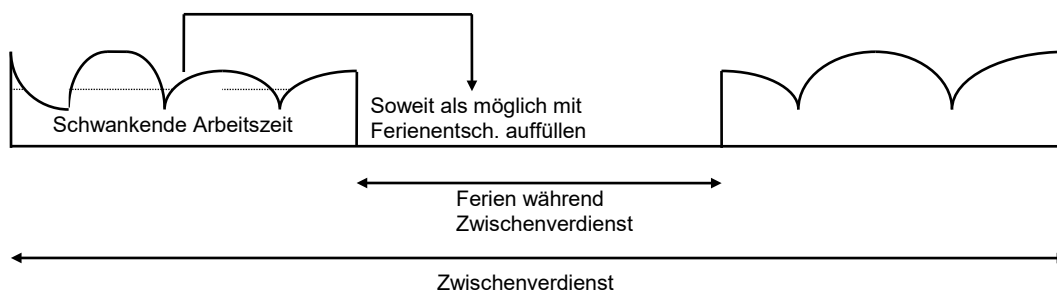 Schwankende Arbeitszeit
Soweit als möglich mit
Ferienentsch. auffüllen
Ferien während
Zwischenverdienst
Zwischenverdienst